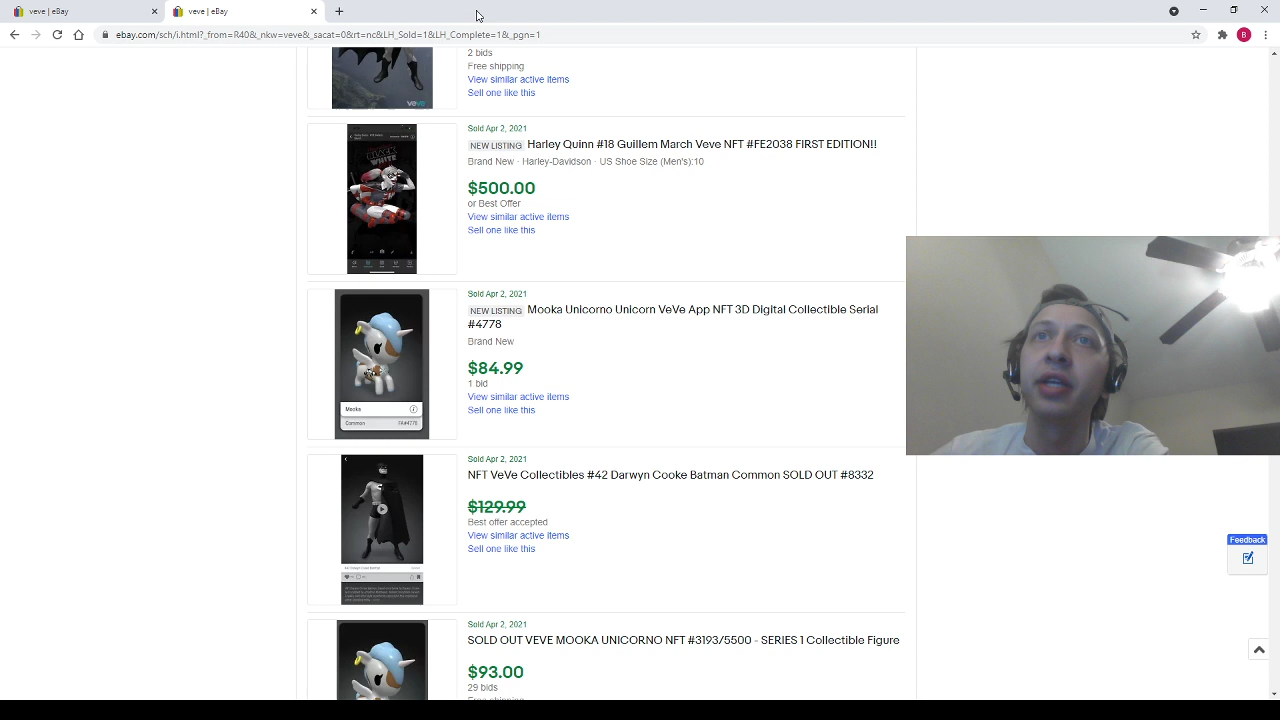 veve | eBay
veve | eBay
ebay.com/sch/i.html?_from=R40&_nkw=veve&_sacat=0&rt=nc&LH_Sold=1&LH_Complete=1&_pgn=1
B
veve
2 bids
Free shipping
View similar active items
Sell one like this
Sold Apr 2, 2021
NEW LISTING Harley Quinn #18 Guillem March Veve NFT #FE2038 FIRST EDITION!!
Brand New · Harley-Davidson · US Shoe Size (Men's):10
$500.00
or Best Offer
View similar active items
Sell one like this
BLACK
WHITE
Sold Apr 2, 2021
NEW LISTING Mooka Unicorno Unicorn VeVe App NFT 3D Digital Collectible Serial
#4778
Brand New
$84.99
1 bid
View similar active items
Sell one like this
Mooka
Common FA#4778
Sold Apr 2, 2021
NFT VeVe Collectibles #42 Darwyn Cooke Batman Common SOLD OUT #8332
$129.99
Best offer accepted
View similar active items
Sell one like this
Feedback
Sold Apr 2, 2021
SOLD OUT VEVE MOOKA UNICORNO NFT #3193/5500 - SERIES 1 Collectible Figure
$93.00
29 bids
Free shipping